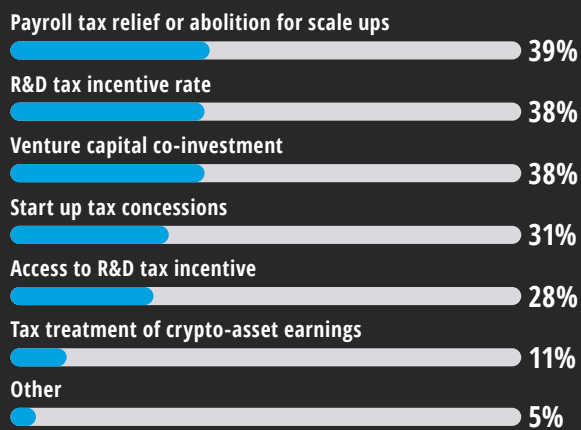 Payroll tax relief or abolition for scale ups
39%
R&D tax incentive rate
38%
Venture capital co-investment
38%
Start up tax concessions
31%
Access to R&D tax incentive
28%
Tax treatment of crypto-asset earnings
11%
Other
5%